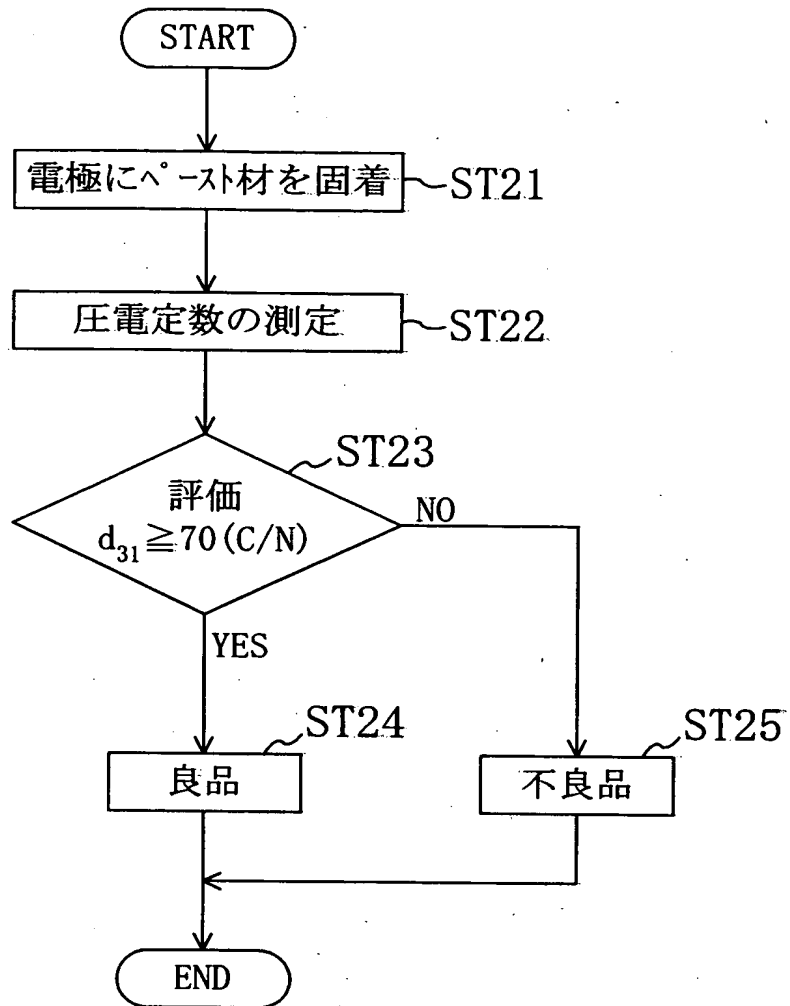 START
電極にペースト材を固着
ST21
圧電定数の測定
ST22
ST23
評価
d₃₁≧70(C/N)
NO
YES
ST24
良品
ST25
不良品
END